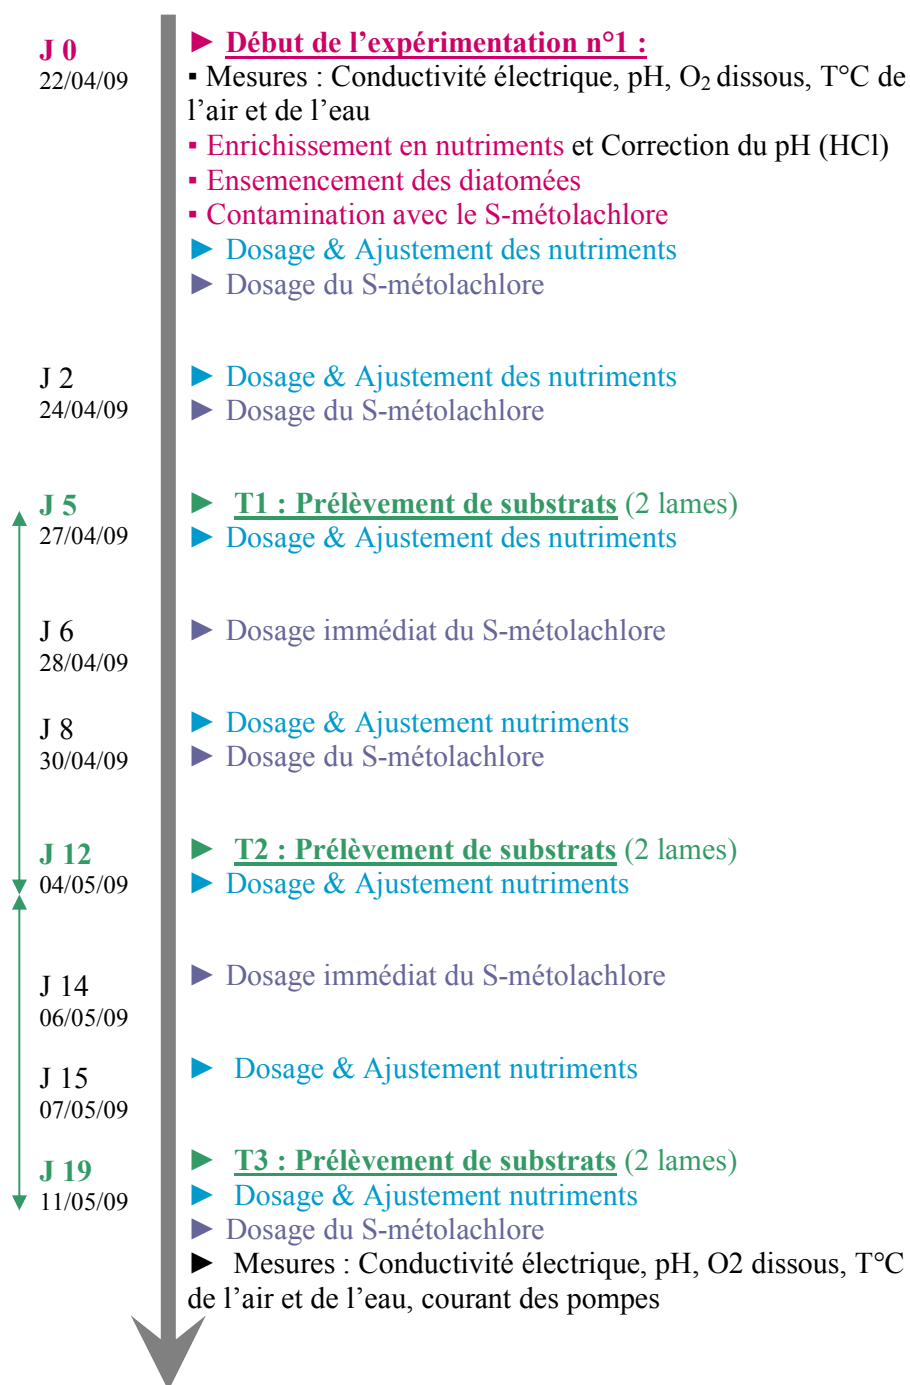 J 0
22/04/09
► Début de l’expérimentation n°1 :
▪ Mesures : Conductivité électrique, pH, O₂ dissous, T°C de
l’air et de l’eau
▪ Enrichissement en nutriments et Correction du pH (HCl)
▪ Ensemencement des diatomées
▪ Contamination avec le S-métolachlore
► Dosage & Ajustement des nutriments
► Dosage du S-métolachlore
J 2
24/04/09
► Dosage & Ajustement des nutriments
► Dosage du S-métolachlore
J 5
27/04/09
► T1 : Prélèvement de substrats (2 lames)
► Dosage & Ajustement des nutriments
J 6
28/04/09
► Dosage immédiat du S-métolachlore
J 8
30/04/09
► Dosage & Ajustement nutriments
► Dosage du S-métolachlore
J 12
04/05/09
► T2 : Prélèvement de substrats (2 lames)
► Dosage & Ajustement nutriments
J 14
06/05/09
► Dosage immédiat du S-métolachlore
J 15
07/05/09
► Dosage & Ajustement nutriments
J 19
11/05/09
► T3 : Prélèvement de substrats (2 lames)
► Dosage & Ajustement nutriments
► Dosage du S-métolachlore
► Mesures : Conductivité électrique, pH, O2 dissous, T°C
de l’air et de l’eau, courant des pompes